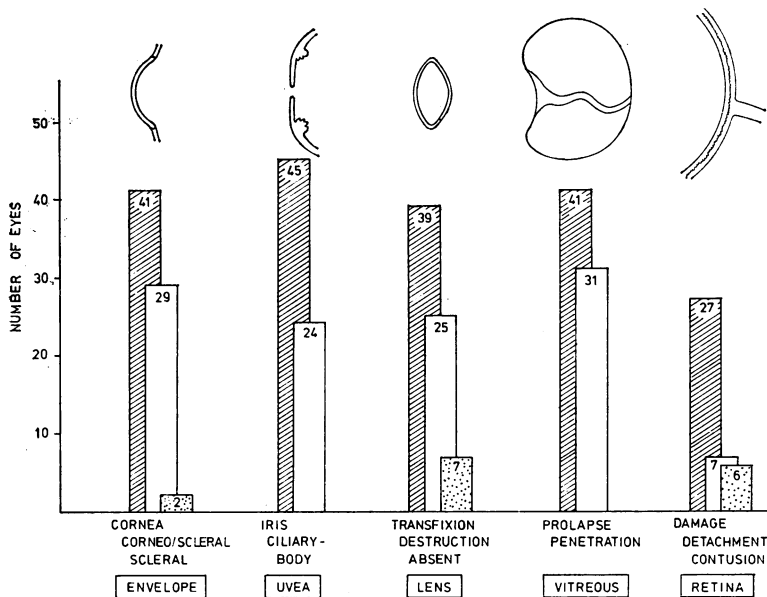 NUMBER OF EYES
50
40
30
20
10
41
29
2
45
24
39
25
7
41
31
27
7
6
CORNEA
CORNEO/SCLERAL
SCLERAL
ENVELOPE
IRIS
CILIARY-
BODY
UVEA
TRANSFIXION
DESTRUCTION
ABSENT
LENS
PROLAPSE
PENETRATION
VITREOUS
DAMAGE
DETACHMENT
CONTUSION
RETINA